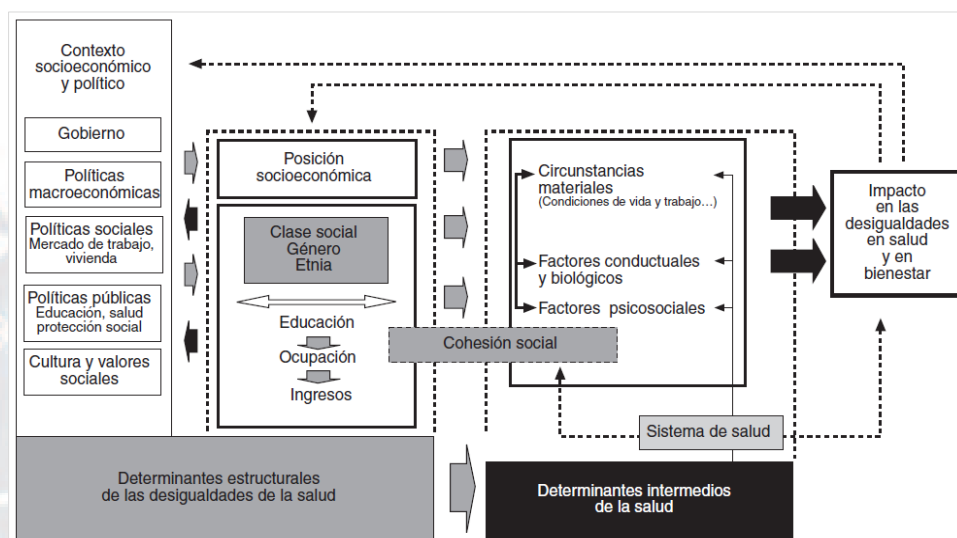 Contexto
socioeconómico
y político
Gobierno
Políticas
macroeconómicas
Políticas sociales
Mercado de trabajo,
vivienda
Políticas públicas
Educación, salud
protección social
Cultura y valores
sociales
Posición
socioeconómica
Clase social
Género
Etnia
Educación
Ocupación
Ingresos
Cohesión social
Circunstancias
materiales
(Condiciones de vida y trabajo...)
Factores conductuales
y biológicos
Factores psicosociales
Sistema de salud
Impacto
en las
desigualdades
en salud
y en
bienestar
Determinantes estructurales
de las desigualdades de la salud
Determinantes intermedios
de la salud